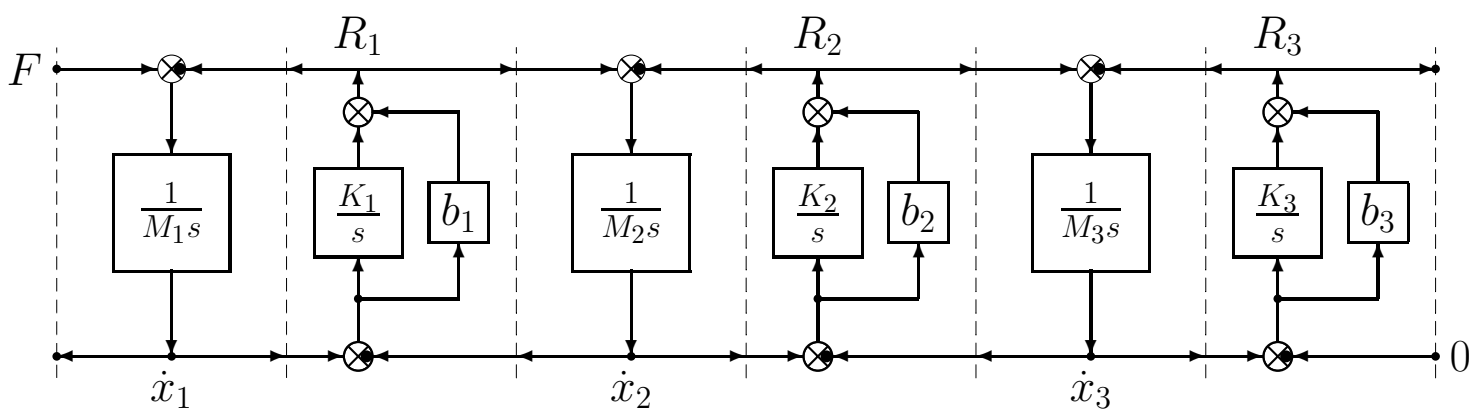 R₁ R₂ R₃
F
1/(M₁s) K₁/s b₁ 1/(M₂s) K₂/s b₂ 1/(M₃s) K₃/s b₃
0
ẋ₁ ẋ₂ ẋ₃